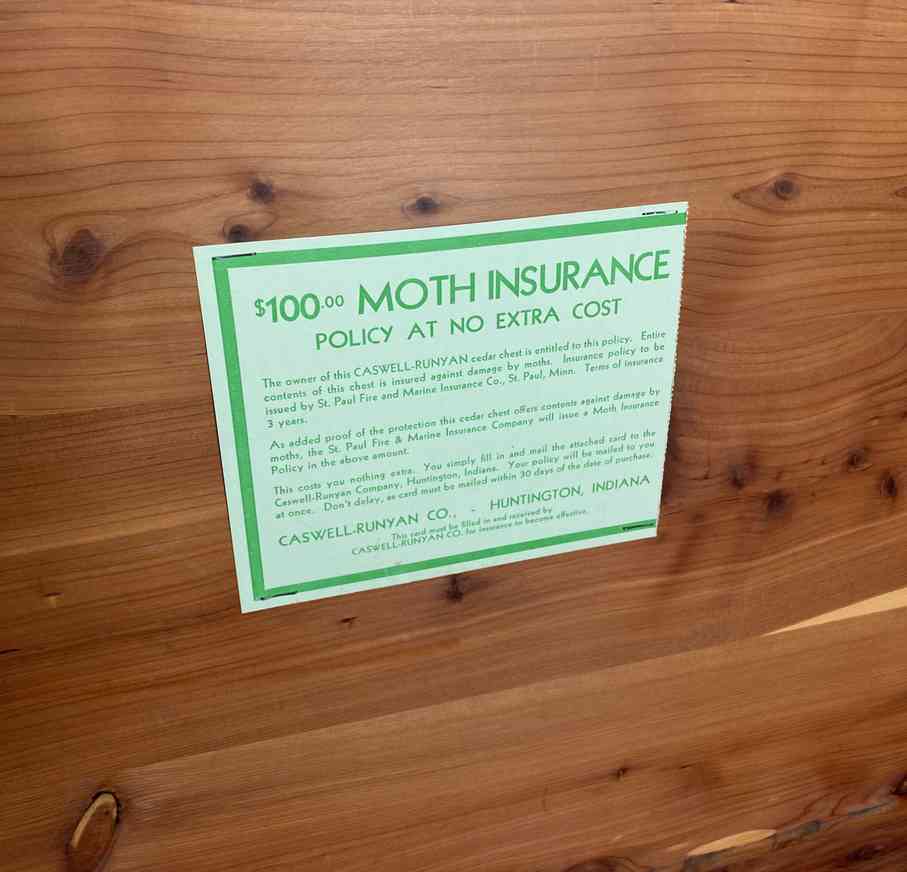 $100.00 MOTH INSURANCE
POLICY AT NO EXTRA COST
The owner of this CASWELL-RUNYAN cedar chest is entitled to this policy. Entire
contents of this chest is insured against damage by moths. Insurance policy to be
issued by St. Paul Fire and Marine Insurance Co., St. Paul, Minn. Terms of insurance
3 years.
As added proof of the protection this cedar chest offers contents against damage by
moths, the St. Paul Fire & Marine Insurance Company will issue a Moth Insurance
Policy in the above amount.
This costs you nothing extra. You simply fill in and mail the attached card to the
Caswell-Runyan Company, Huntington, Indiana. Your policy will be mailed to you
at once. Don't delay, as card must be mailed within 30 days of the date of purchase.
CASWELL-RUNYAN CO., - HUNTINGTON, INDIANA
This card must be filled in and received by
CASWELL-RUNYAN CO. for insurance to become effective.